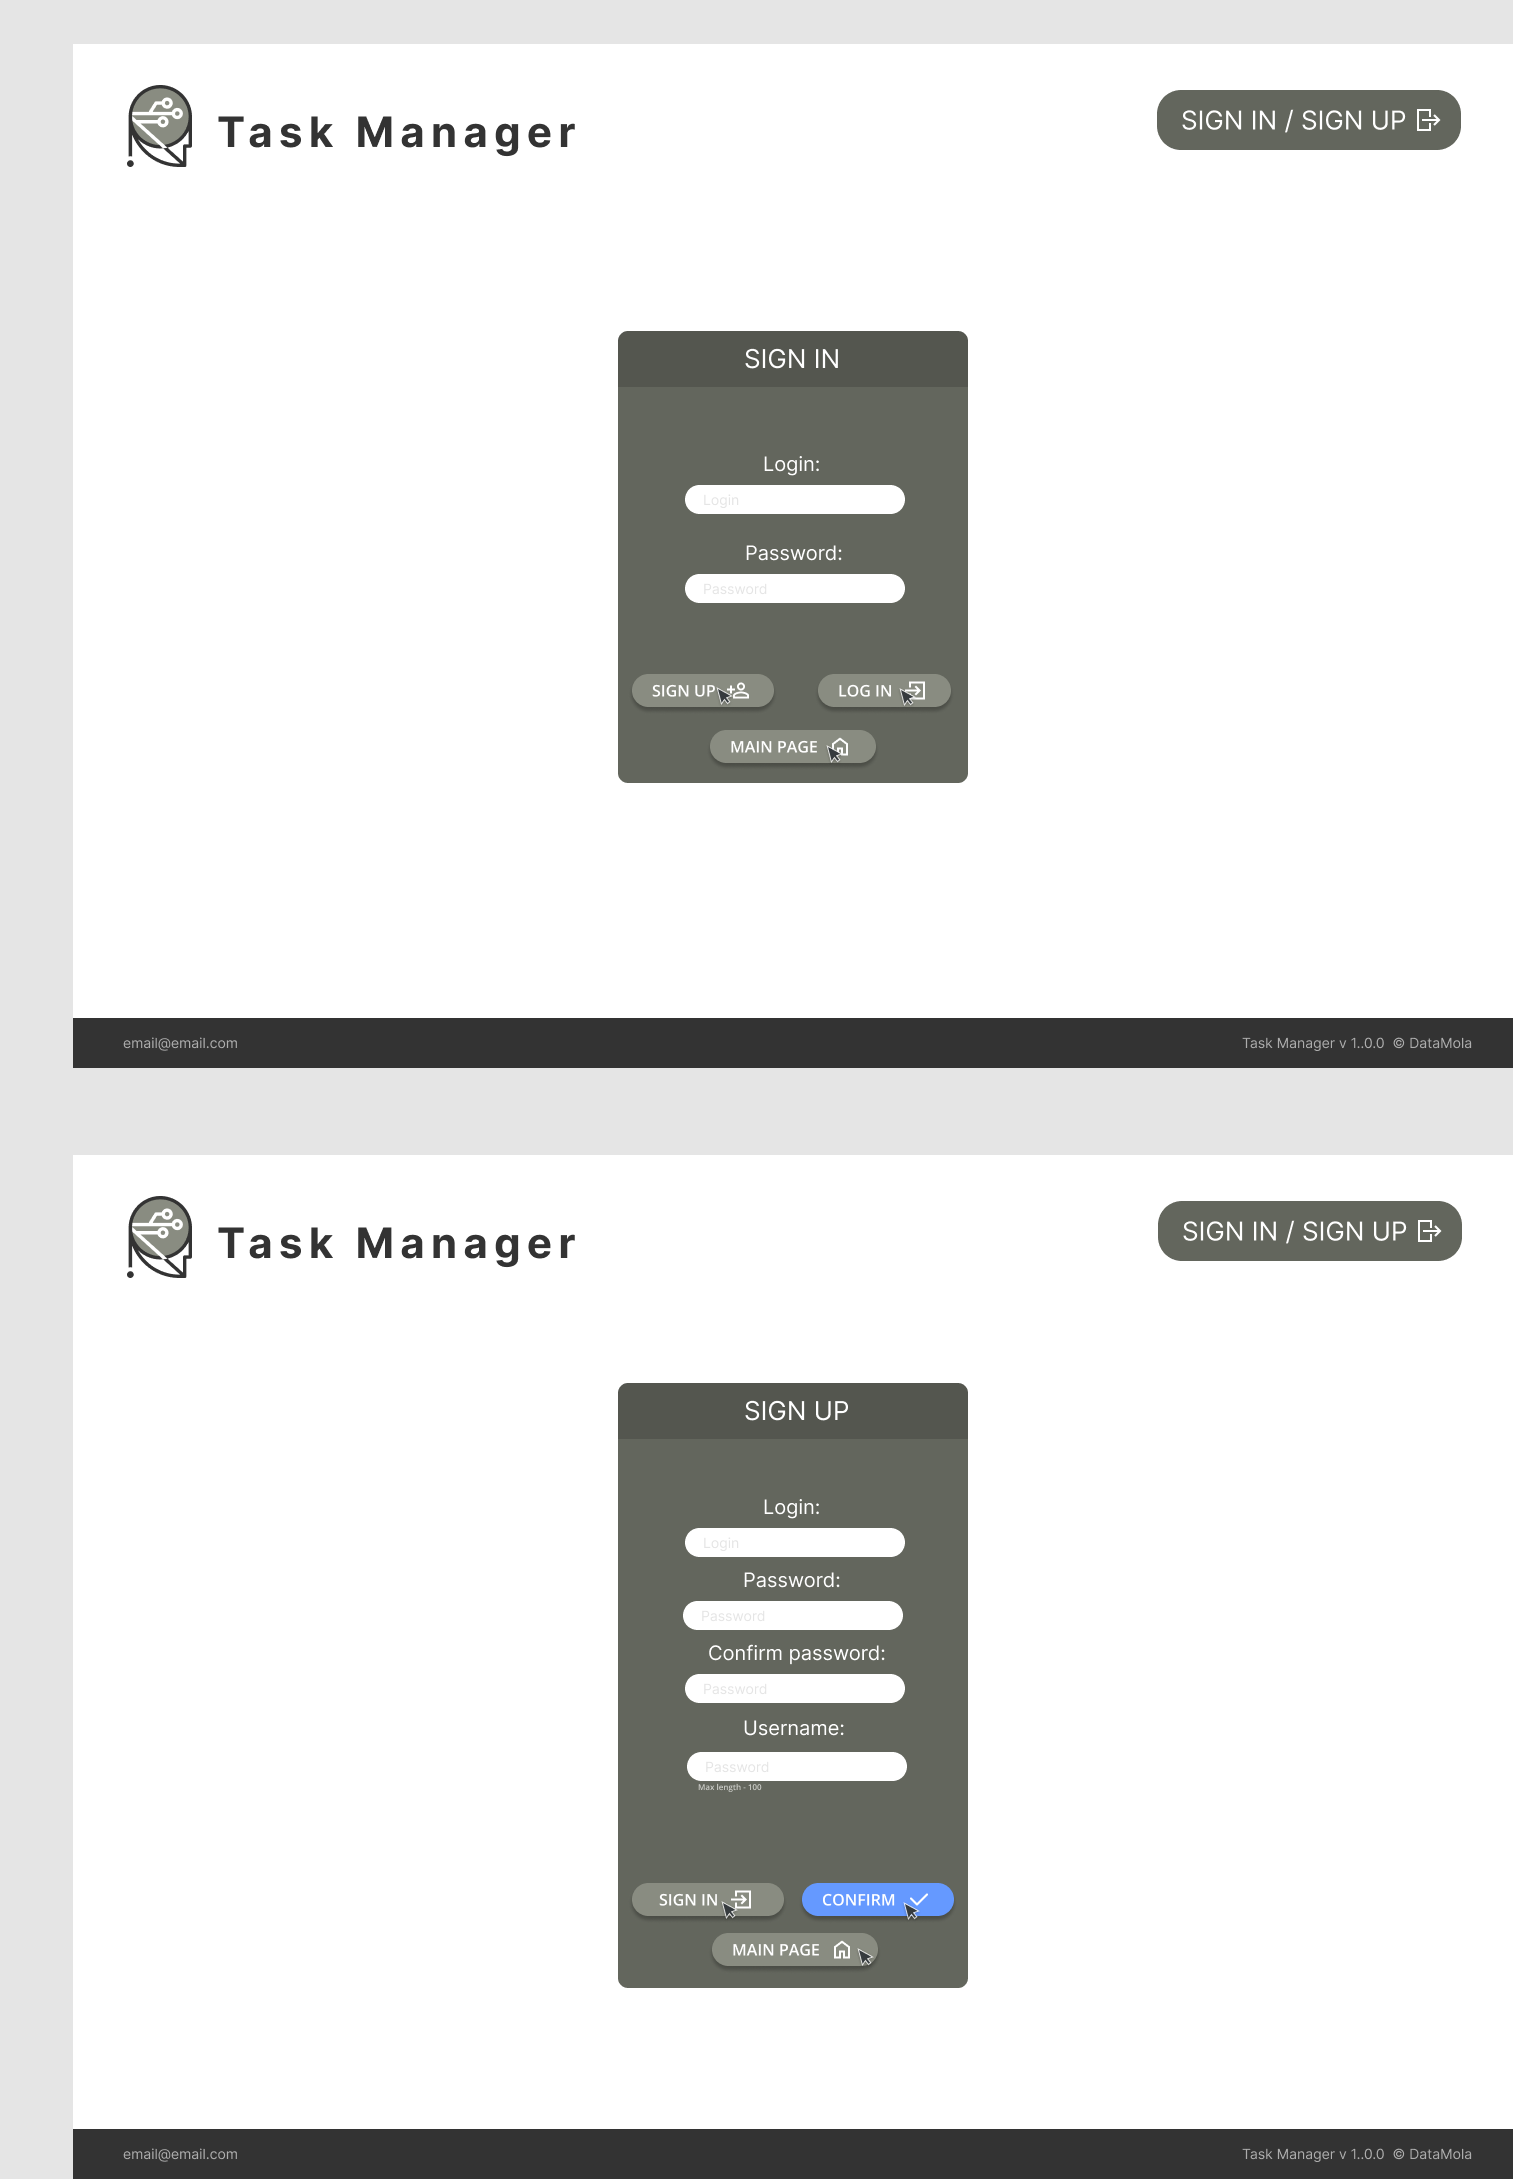 Task Manager
SIGN IN / SIGN UP
SIGN IN
Login:
Login
Password:
Password
SIGN UP
LOG IN
MAIN PAGE
email@email.com
Task Manager v 1..0.0 © DataMola
Task Manager
SIGN IN / SIGN UP
SIGN UP
Login:
Login
Password:
Password
Confirm password:
Password
Username:
Password
Max length - 100
SIGN IN
CONFIRM
MAIN PAGE
email@email.com
Task Manager v 1..0.0 © DataMola